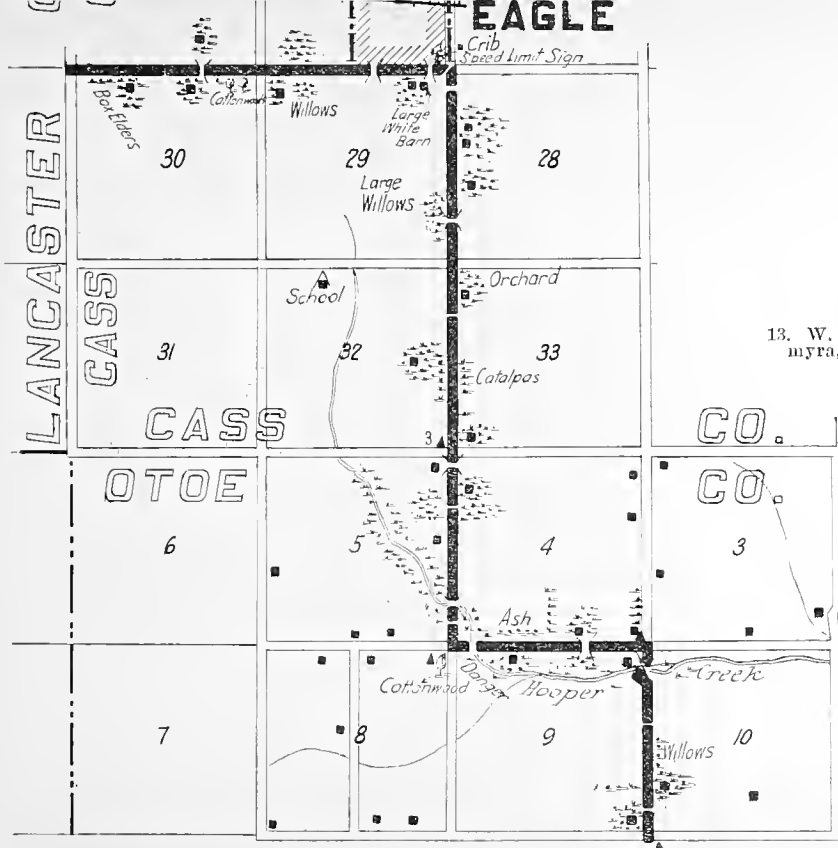 EAGLE
Crib
Speed Limit Sign
Box Elders
Cottonwoods
Willows
Large
White
Barn
LANCASTER
30
29
28
Large
Willows
CASS
School
Orchard
31
32
33
13. W.
myra,
Catalpas
CASS
CO.
3
OTOE
CO.
6
5
4
3
Ash
Cottonwood
Danger
Hooper
Creek
7
8
9
10
Willows